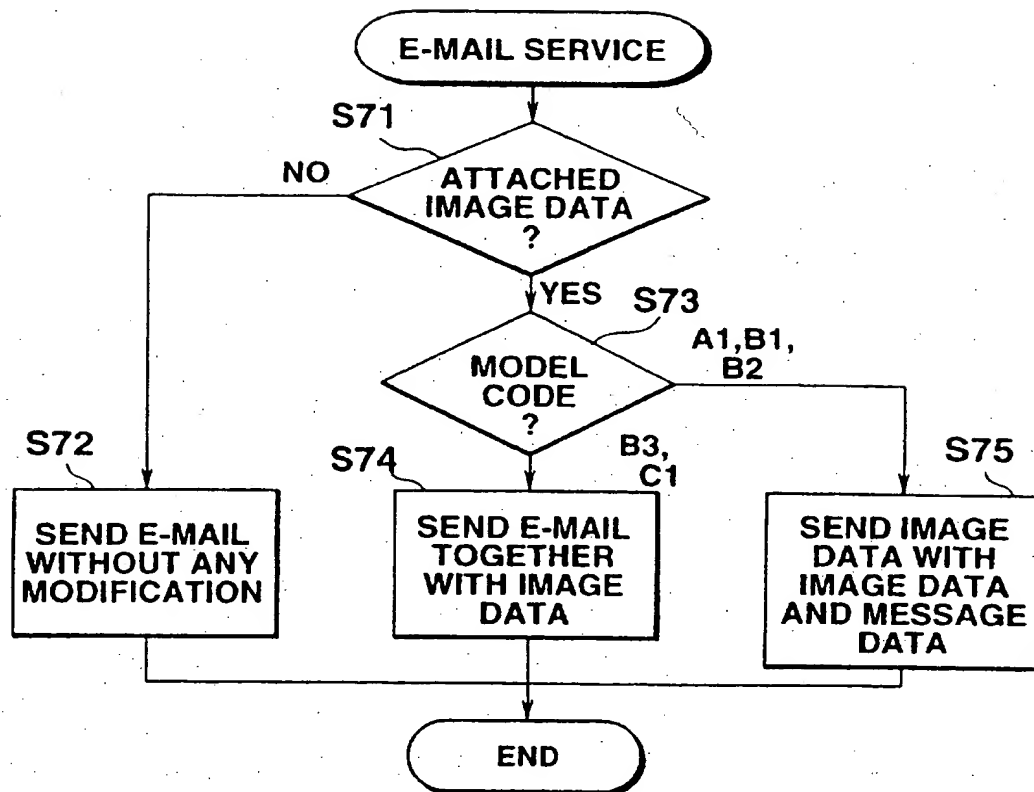 E-MAIL SERVICE
S71
NO
ATTACHED
IMAGE DATA
?
YES
S73
MODEL
CODE
?
A1,B1,
B2
B3,
C1
S72
SEND E-MAIL
WITHOUT ANY
MODIFICATION
S74
SEND E-MAIL
TOGETHER
WITH IMAGE
DATA
S75
SEND IMAGE
DATA WITH
IMAGE DATA
AND MESSAGE
DATA
END